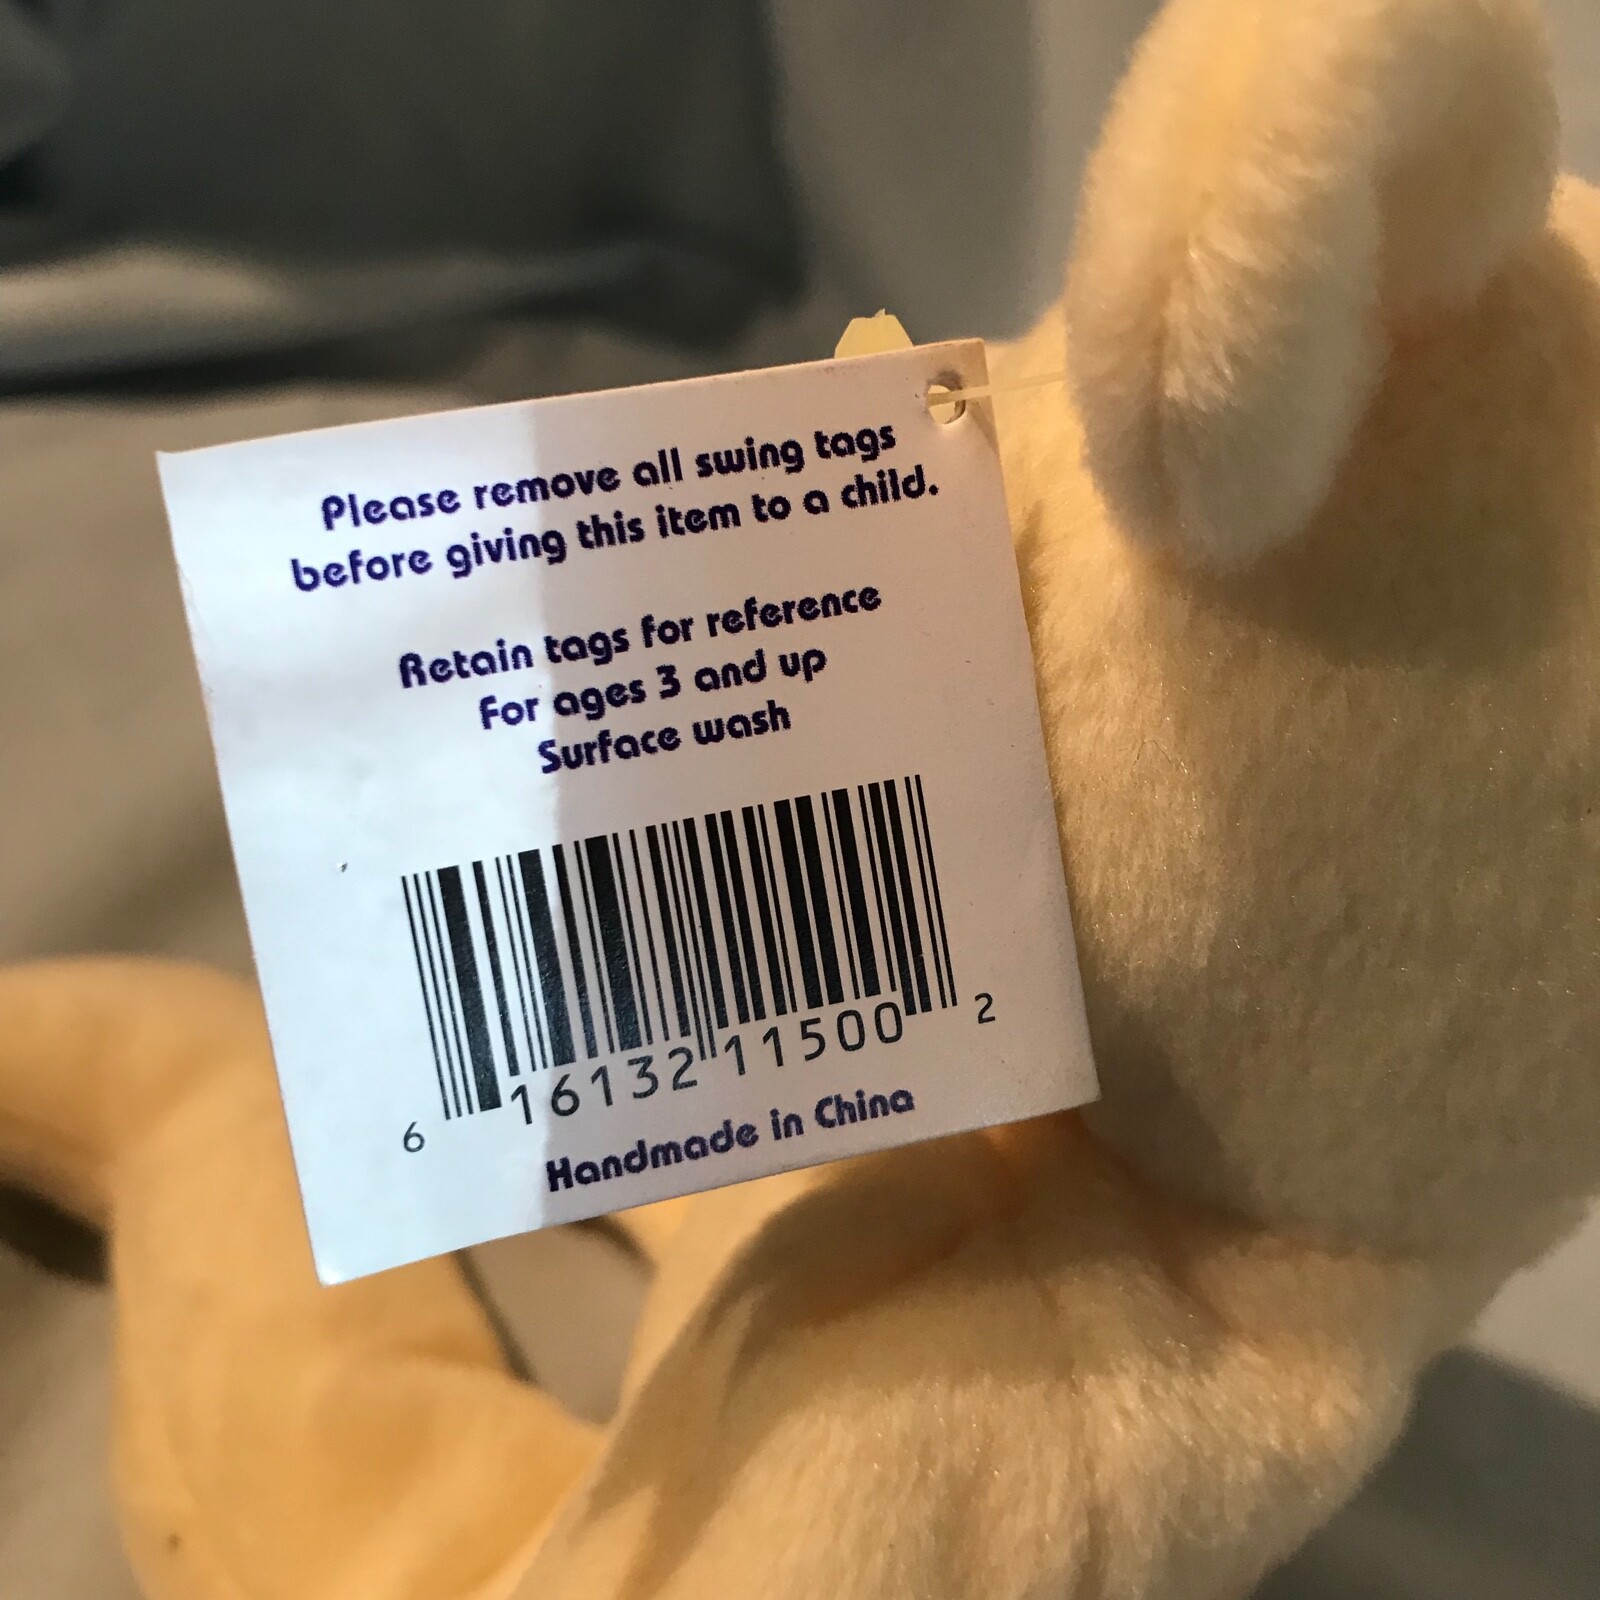 Please remove all swing tags
before giving this item to a child.
Retain tags for reference
For ages 3 and up
Surface wash
6 16132 11500 2
Handmade in China